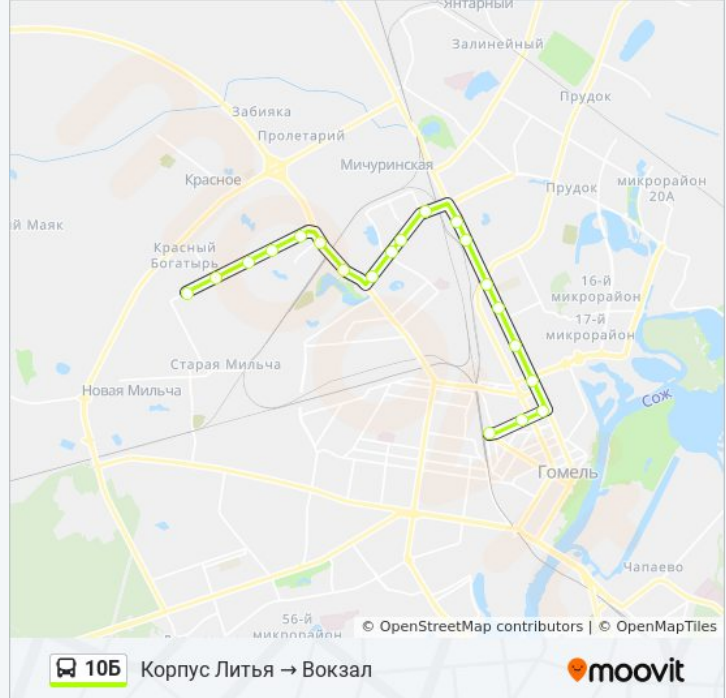 Янтарный
Залинейный
Прудок
Забияка
Пролетарий
Мичуринская
Красное
Прудок
микрорайон
20А
й Маяк
Красный
Богатырь
16-й
микрорайон
17-й
микрорайон
Старая Мильча
Новая Мильча
Сож
Гомель
Чапаево
56-й
микрорайон
© OpenStreetMap contributors | © OpenMapTiles
10Б Корпус Литья → Вокзал
moovit